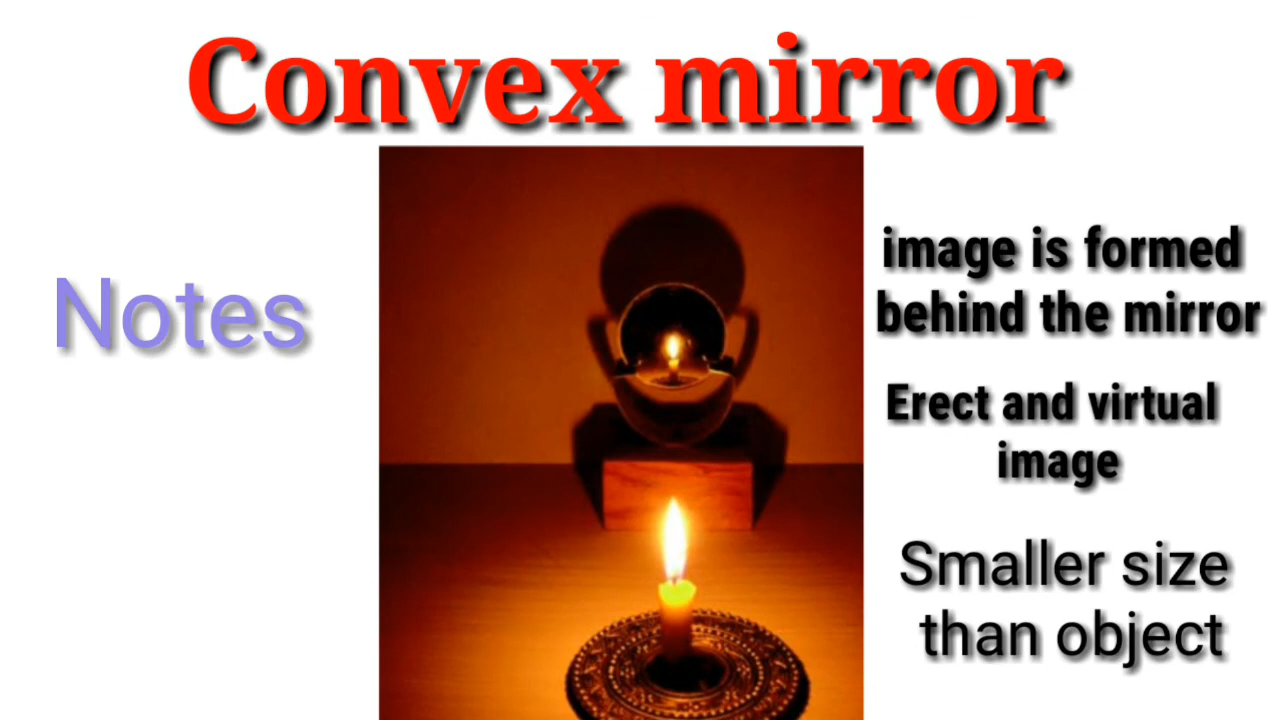 Convex mirror
Notes
image is formed
behind the mirror
Erect and virtual
image
Smaller size
than object